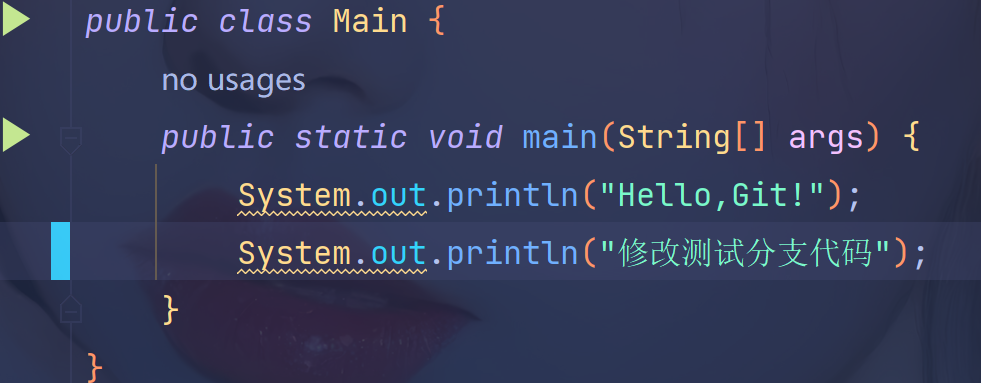 public class Main {
no usages
public static void main(String[] args) {
System.out.println("Hello,Git!");
System.out.println("修改测试分支代码");
}
}